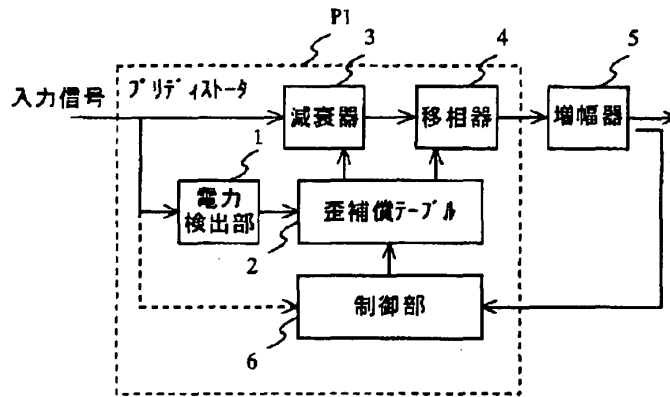 P1
3
4
5
入力信号
プリディストータ
減衰器
移相器
増幅器
1
電力
検出部
歪補償テーブル
2
制御部
6